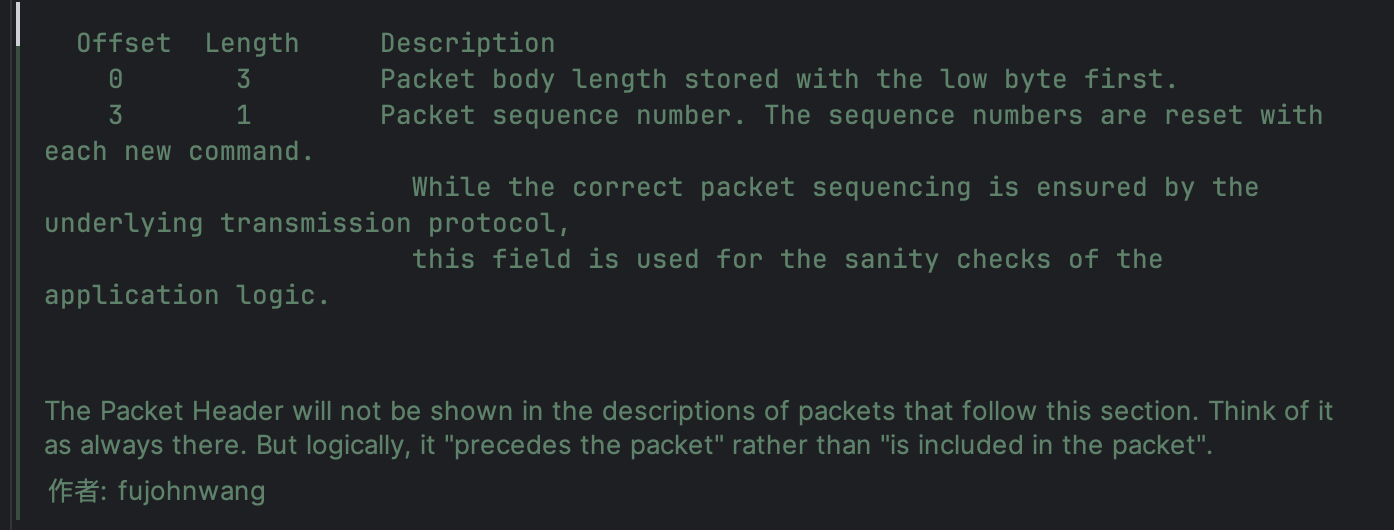 Offset  Length     Description
0       3        Packet body length stored with the low byte first.
3       1        Packet sequence number. The sequence numbers are reset with
each new command.
While the correct packet sequencing is ensured by the
underlying transmission protocol,
this field is used for the sanity checks of the
application logic.
The Packet Header will not be shown in the descriptions of packets that follow this section. Think of it
as always there. But logically, it "precedes the packet" rather than "is included in the packet".
作者: fujohnwang